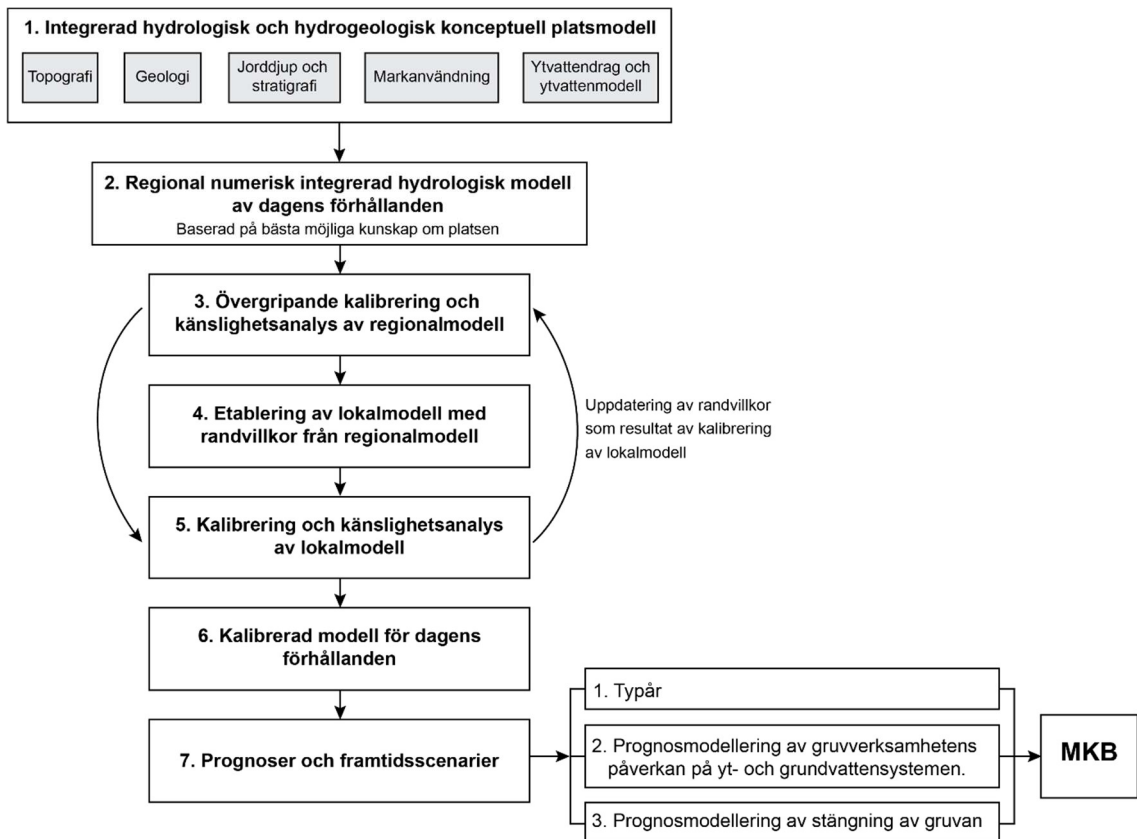 1. Integrerad hydrologisk och hydrogeologisk konceptuell platsmodell
Topografi
Geologi
Jorddjup och
stratigrafi
Markanvändning
Ytvattendrag och
ytvattenmodell
2. Regional numerisk integrerad hydrologisk modell
av dagens förhållanden
Baserad på bästa möjliga kunskap om platsen
3. Övergripande kalibrering och
känslighetsanalys av regionalmodell
4. Etablering av lokalmodell med
randvillkor från regionalmodell
Uppdatering av randvillkor
som resultat av kalibrering
av lokalmodell
5. Kalibrering och känslighetsanalys
av lokalmodell
6. Kalibrerad modell för dagens
förhållanden
7. Prognoser och framtidsscenarier
1. Typår
2. Prognosmodellering av gruvverksamhetens
påverkan på yt- och grundvattensystemen.
3. Prognosmodellering av stängning av gruvan
MKB